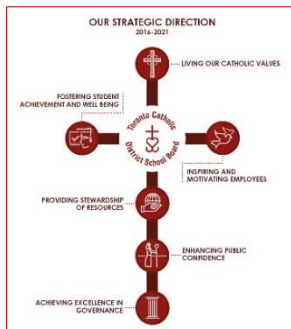 OUR STRATEGIC DIRECTION
2016-2021
LIVING OUR CATHOLIC VALUES
FOSTERING STUDENT
ACHIEVEMENT AND WELL BEING
Toronto Catholic
District School Board
INSPIRING AND
MOTIVATING EMPLOYEES
PROVIDING STEWARDSHIP
OF RESOURCES
ENHANCING PUBLIC
CONFIDENCE
ACHIEVING EXCELLENCE IN
GOVERNANCE